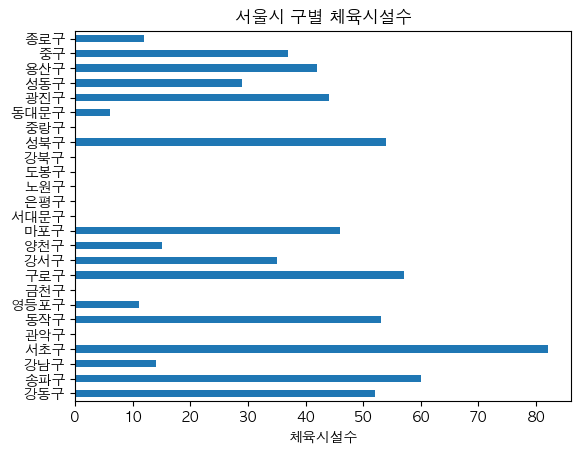 서울시 구별 체육시설수
종로구
중구
용산구
성동구
광진구
동대문구
중랑구
성북구
강북구
도봉구
노원구
은평구
서대문구
마포구
양천구
강서구
구로구
금천구
영등포구
동작구
관악구
서초구
강남구
송파구
강동구
0 10 20 30 40 50 60 70 80
체육시설수